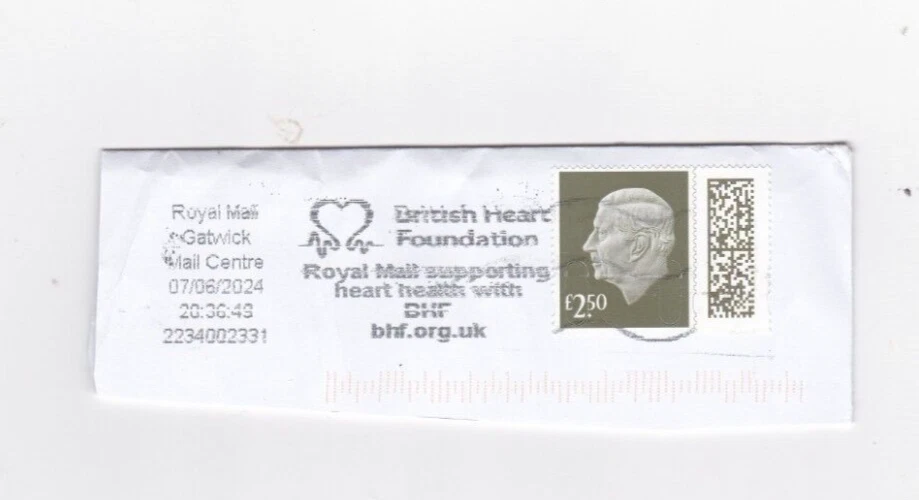 Royal Mail
Gatwick
Mail Centre
07/06/2024
20:36:43
2234002331
British Heart
Foundation
Royal Mail supporting
heart health with
BHF
bhf.org.uk
£2.50